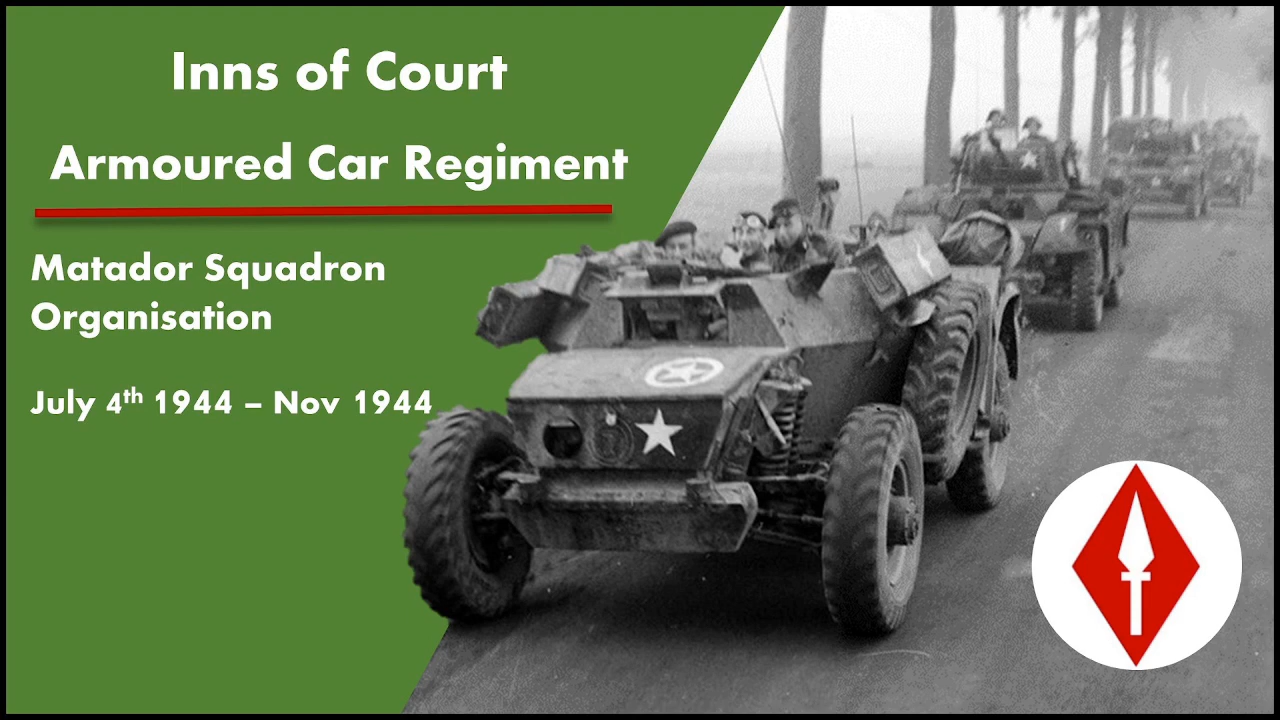 Inns of Court
Armoured Car Regiment
Matador Squadron
Organisation
July 4th 1944 – Nov 1944